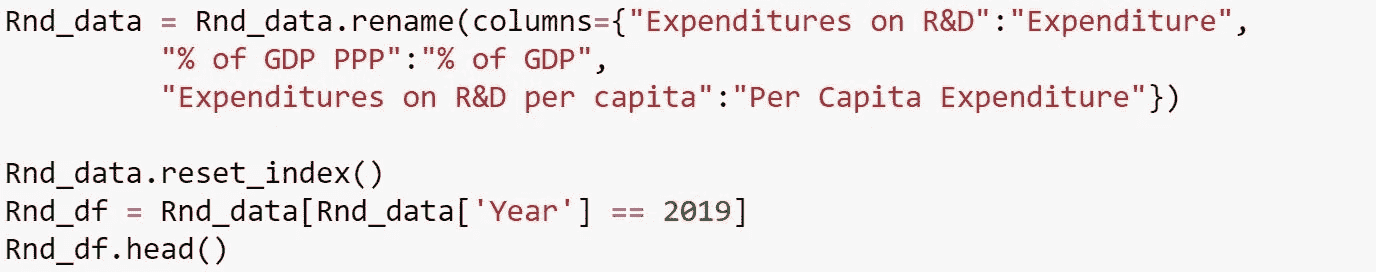 Rnd_data = Rnd_data.rename(columns={"Expenditures on R&D":"Expenditure",
"% of GDP PPP":"% of GDP",
"Expenditures on R&D per capita":"Per Capita Expenditure"})
Rnd_data.reset_index()
Rnd_df = Rnd_data[Rnd_data['Year'] == 2019]
Rnd_df.head()